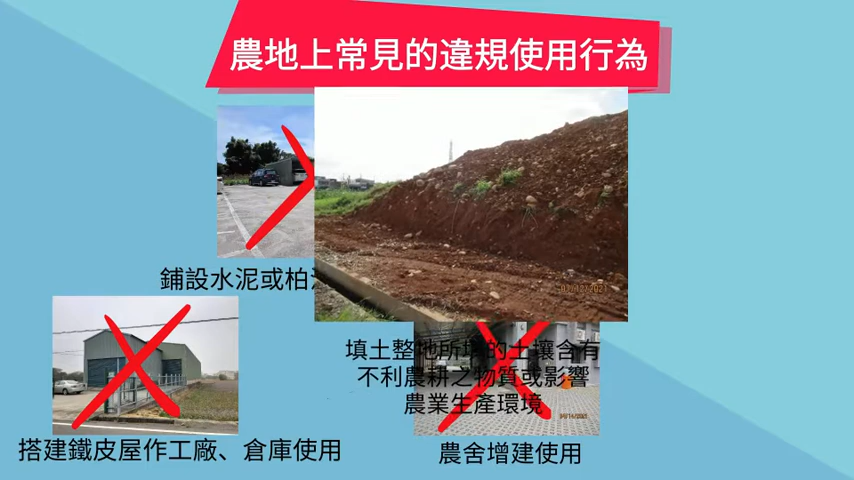 農地上常見的違規使用行為
鋪設水泥或柏
填土整地所填的土壤含有
不利農耕之物質或影響
農業生產環境
搭建鐵皮屋作工廠、倉庫使用
農舍增建使用